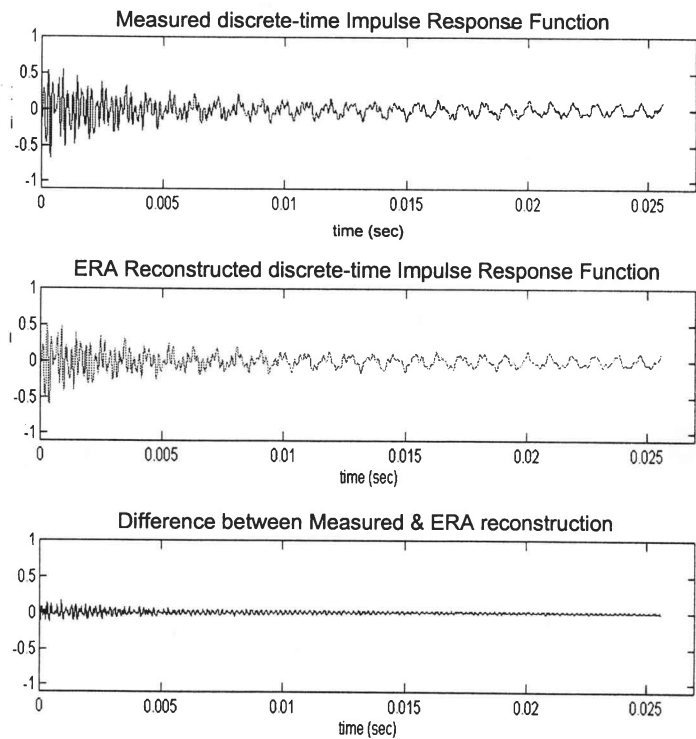 Measured discrete-time Impulse Response Function
1
0.5
0
-0.5
-1
0 0.005 0.01 0.015 0.02 0.025
time (sec)
ERA Reconstructed discrete-time Impulse Response Function
1
0.5
0
-0.5
-1
0 0.005 0.01 0.015 0.02 0.025
time (sec)
Difference between Measured & ERA reconstruction
1
0.5
0
-0.5
-1
0 0.005 0.01 0.015 0.02 0.025
time (sec)